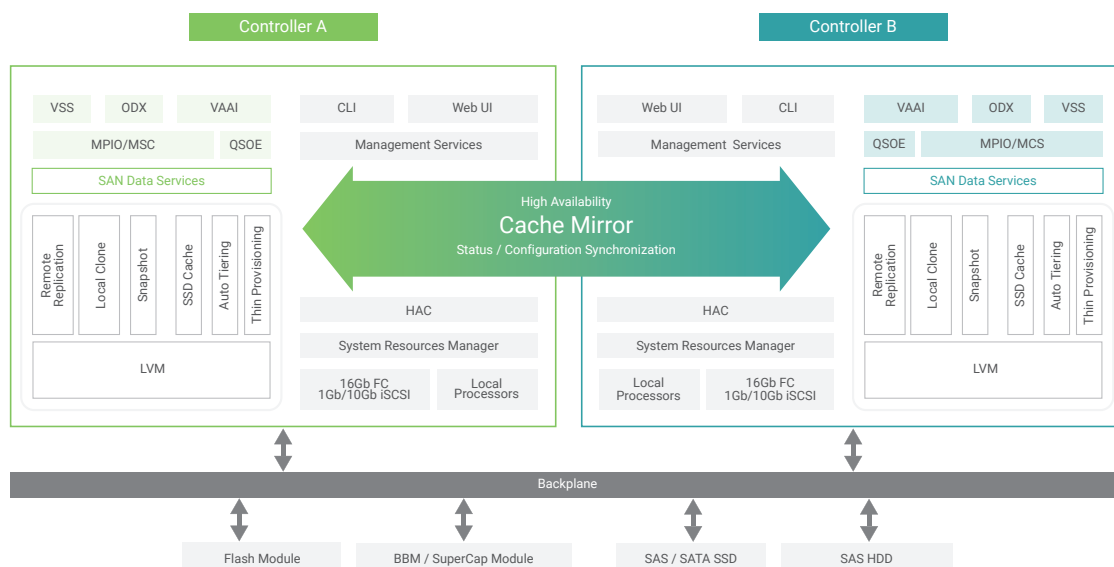 Controller A
Controller B
VSS
ODX
VAAI
MPIO/MSC
QSOE
SAN Data Services
CLI
Web UI
Management Services
Web UI
CLI
Management Services
VAAI
ODX
VSS
QSOE
MPIO/MCS
SAN Data Services
High Availability
Cache Mirror
Status / Configuration Synchronization
Remote
Replication
Local Clone
Snapshot
SSD Cache
Auto Tiering
Thin Provisioning
LVM
HAC
System Resources Manager
16Gb FC
1Gb/10Gb iSCSI
Local
Processors
HAC
System Resources Manager
Local
Processors
16Gb FC
1Gb/10Gb iSCSI
Remote
Replication
Local Clone
Snapshot
SSD Cache
Auto Tiering
Thin Provisioning
LVM
Backplane
Flash Module
BBM / SuperCap Module
SAS / SATA SSD
SAS HDD